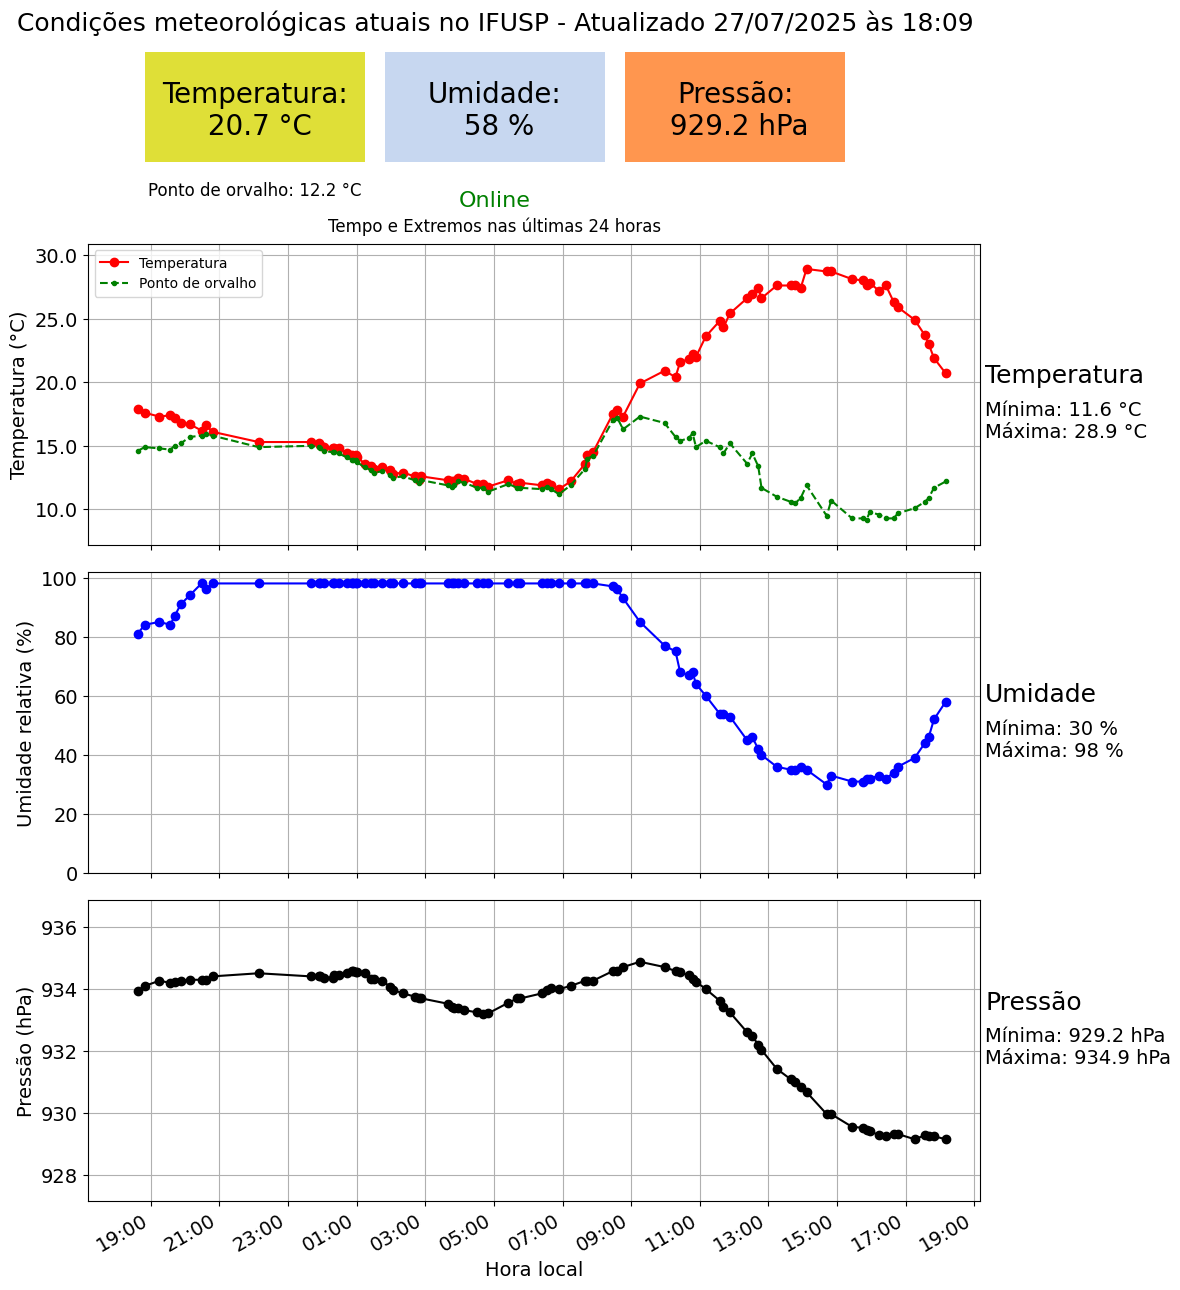 Condições meteorológicas atuais no IFUSP - Atualizado 27/07/2025 às 18:09
Temperatura:
20.7 °C
Umidade:
58 %
Pressão:
929.2 hPa
Ponto de orvalho: 12.2 °C
Online
Tempo e Extremos nas últimas 24 horas
Temperatura
Ponto de orvalho
Temperatura (°C)
30.0
25.0
20.0
15.0
10.0
Temperatura
Mínima: 11.6 °C
Máxima: 28.9 °C
Umidade relativa (%)
100
80
60
40
20
0
Umidade
Mínima: 30 %
Máxima: 98 %
Pressão (hPa)
936
934
932
930
928
Pressão
Mínima: 929.2 hPa
Máxima: 934.9 hPa
19:00
21:00
23:00
01:00
03:00
05:00
07:00
09:00
11:00
13:00
15:00
17:00
19:00
Hora local